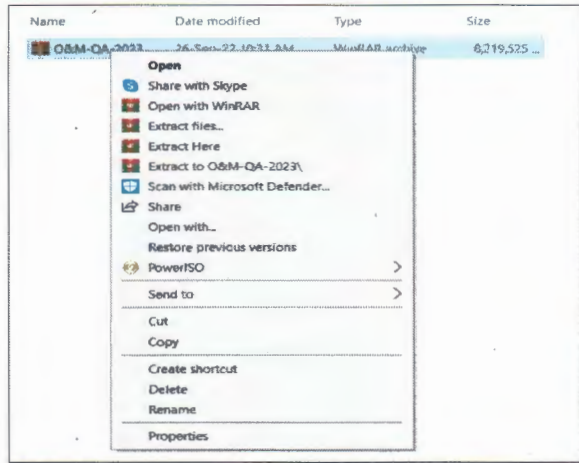 Name Date modified Type Size
O&M-QA-2023... 26-Sep-22 10:33 AM WinRAR archive 8,219,525 ...
Open
Share with Skype
Open with WinRAR
Extract files...
Extract Here
Extract to O&M-QA-2023\
Scan with Microsoft Defender...
Share
Open with...
Restore previous versions
PowerISO
Send to
Cut
Copy
Create shortcut
Delete
Rename
Properties